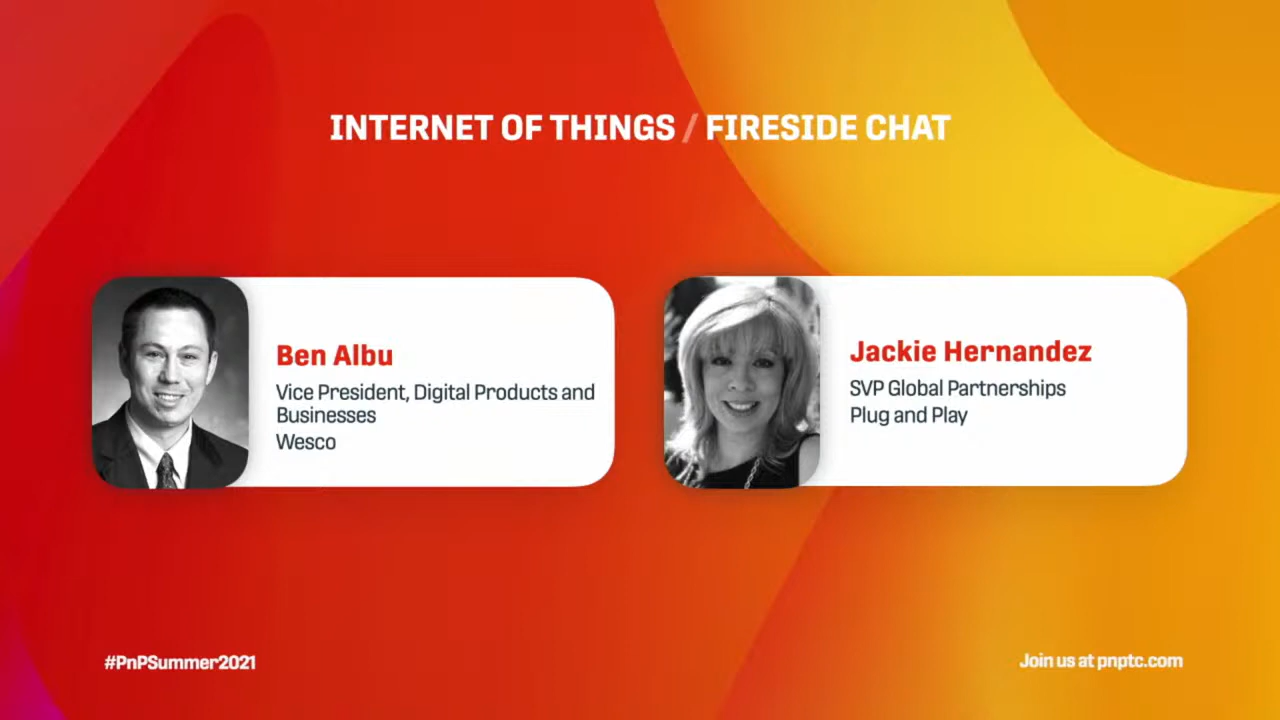 INTERNET OF THINGS / FIRESIDE CHAT
Ben Albu
Vice President, Digital Products and
Businesses
Wesco
Jackie Hernandez
SVP Global Partnerships
Plug and Play
#PnPSummer2021
Join us at pnptc.com